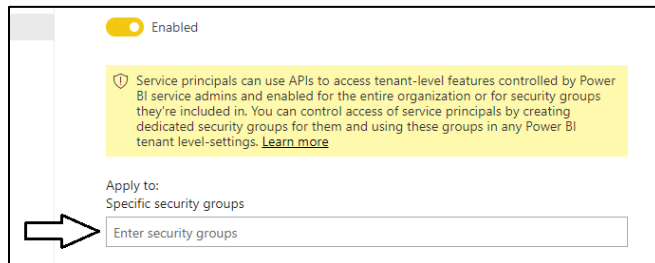 Enabled
Service principals can use APIs to access tenant-level features controlled by Power
BI service admins and enabled for the entire organization or for security groups
they're included in. You can control access of service principals by creating
dedicated security groups for them and using these groups in any Power BI
tenant level-settings. Learn more
Apply to:
Specific security groups
Enter security groups